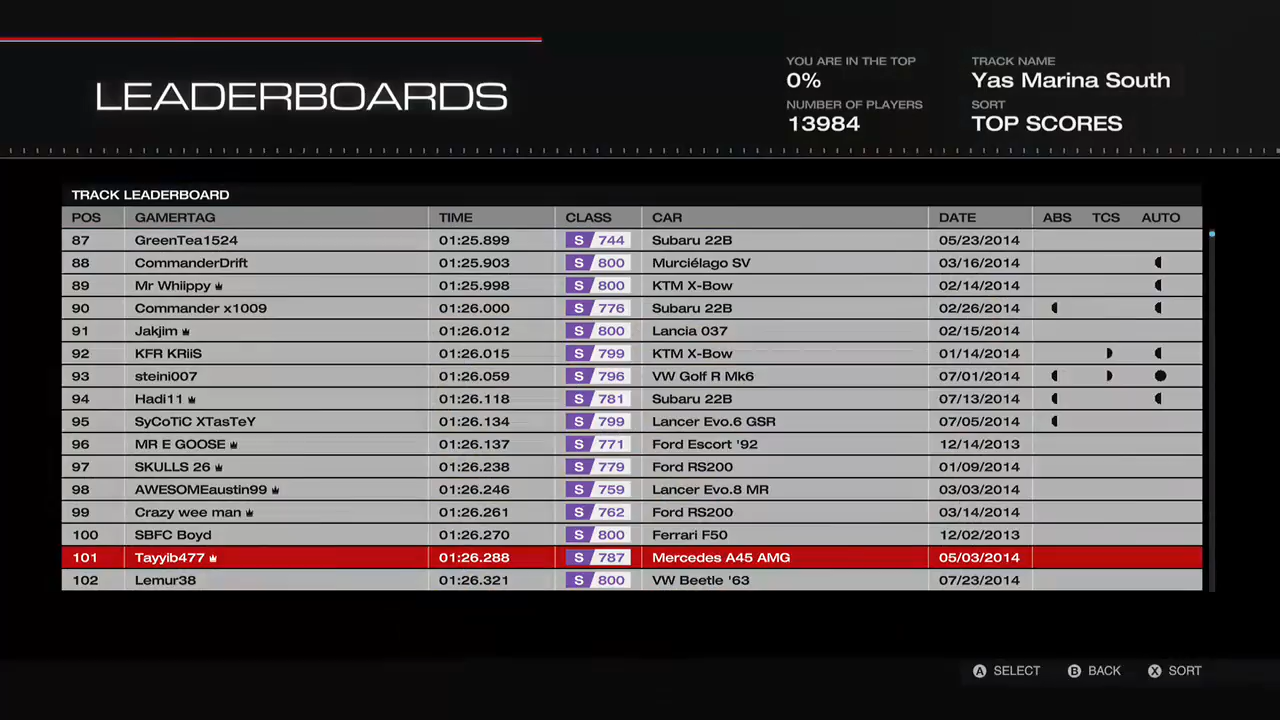 LEADERBOARDS
YOU ARE IN THE TOP
0%
NUMBER OF PLAYERS
13984
TRACK NAME
Yas Marina South
SORT
TOP SCORES
TRACK LEADERBOARD
POS GAMERTAG TIME CLASS CAR DATE ABS TCS AUTO
87 GreenTea1524 01:25.899 S 744 Subaru 22B 05/23/2014
88 CommanderDrift 01:25.903 S 800 Murciélago SV 03/16/2014
89 Mr Whiippy 01:25.998 S 800 KTM X-Bow 02/14/2014
90 Commander x1009 01:26.000 S 776 Subaru 22B 02/26/2014
91 Jakjim 01:26.012 S 800 Lancia 037 02/15/2014
92 KFR KRiiS 01:26.015 S 799 KTM X-Bow 01/14/2014
93 steini007 01:26.059 S 796 VW Golf R Mk6 07/01/2014
94 Hadi11 01:26.118 S 781 Subaru 22B 07/13/2014
95 SyCoTiC XTasTeY 01:26.134 S 799 Lancer Evo.6 GSR 07/05/2014
96 MR E GOOSE 01:26.137 S 771 Ford Escort '92 12/14/2013
97 SKULLS 26 01:26.238 S 779 Ford RS200 01/09/2014
98 AWESOMEaustin99 01:26.246 S 759 Lancer Evo.8 MR 03/03/2014
99 Crazy wee man 01:26.261 S 762 Ford RS200 03/14/2014
100 SBFC Boyd 01:26.270 S 800 Ferrari F50 12/02/2013
101 Tayyib477 01:26.288 S 787 Mercedes A45 AMG 05/03/2014
102 Lemur38 01:26.321 S 800 VW Beetle '63 07/23/2014
A SELECT B BACK X SORT